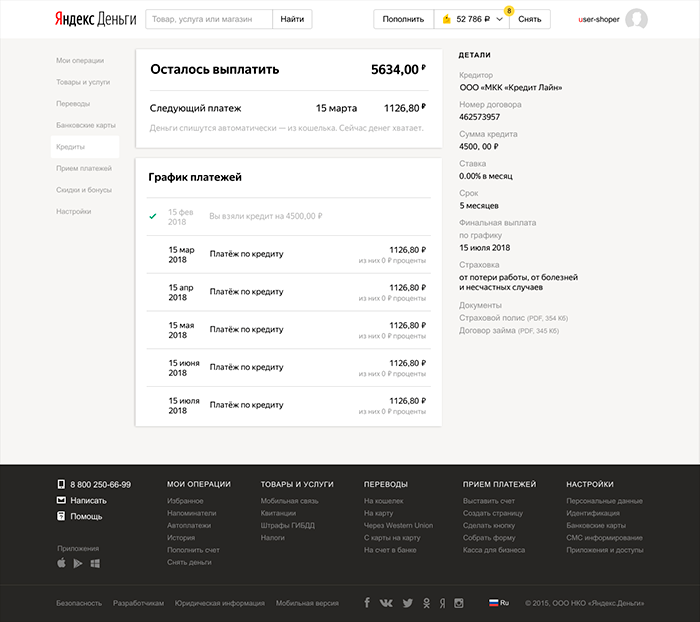 Яндекс Деньги
Товар, услуга или магазин
Найти
Пополнить
52 786 ₽
8
Снять
user-shoper
Мои операции
Товары и услуги
Переводы
Банковские карты
Кредиты
Прием платежей
Скидки и бонусы
Настройки
Осталось выплатить 5634,00 ₽
Следующий платеж 15 марта 1126,80 ₽
Деньги спишутся автоматически — из кошелька. Сейчас денег хватает.
График платежей
15 фев 2018 Вы взяли кредит на 4500,00 ₽
15 мар Платёж по кредиту 1126,80 ₽
2018 из них 0 ₽ проценты
15 апр Платёж по кредиту 1126,80 ₽
2018 из них 0 ₽ проценты
15 мая Платёж по кредиту 1126,80 ₽
2018 из них 0 ₽ проценты
15 июня Платёж по кредиту 1126,80 ₽
2018 из них 0 ₽ проценты
15 июля Платёж по кредиту 1126,80 ₽
2018 из них 0 ₽ проценты
ДЕТАЛИ
Кредитор
ООО «МКК «Кредит Лайн»
Номер договора
462573957
Сумма кредита
4500, 00 ₽
Ставка
0.00% в месяц
Срок
5 месяцев
Финальная выплата
по графику
15 июля 2018
Страховка
от потери работы, от болезней
и несчастных случаев
Документы
Страховой полис (PDF, 354 Кб)
Договор займа (PDF, 345 Кб)
8 800 250-66-99
Написать
Помощь
Приложения
МОИ ОПЕРАЦИИ
Избранное
Напоминатели
Автоплатежи
История
Пополнить счет
Снять деньги
ТОВАРЫ И УСЛУГИ
Мобильная связь
Квитанции
Штрафы ГИБДД
Налоги
ПЕРЕВОДЫ
На кошелек
На карту
Через Western Union
С карты на карту
На счет в банке
ПРИЕМ ПЛАТЕЖЕЙ
Выставить счет
Создать страницу
Сделать кнопку
Собрать форму
Касса для бизнеса
НАСТРОЙКИ
Персональные данные
Идентификация
Банковские карты
СМС информирование
Приложения и доступы
Безопасность Разработчикам Юридическая информация Мобильная версия Ru © 2015, ООО НКО «Яндекс.Деньги»